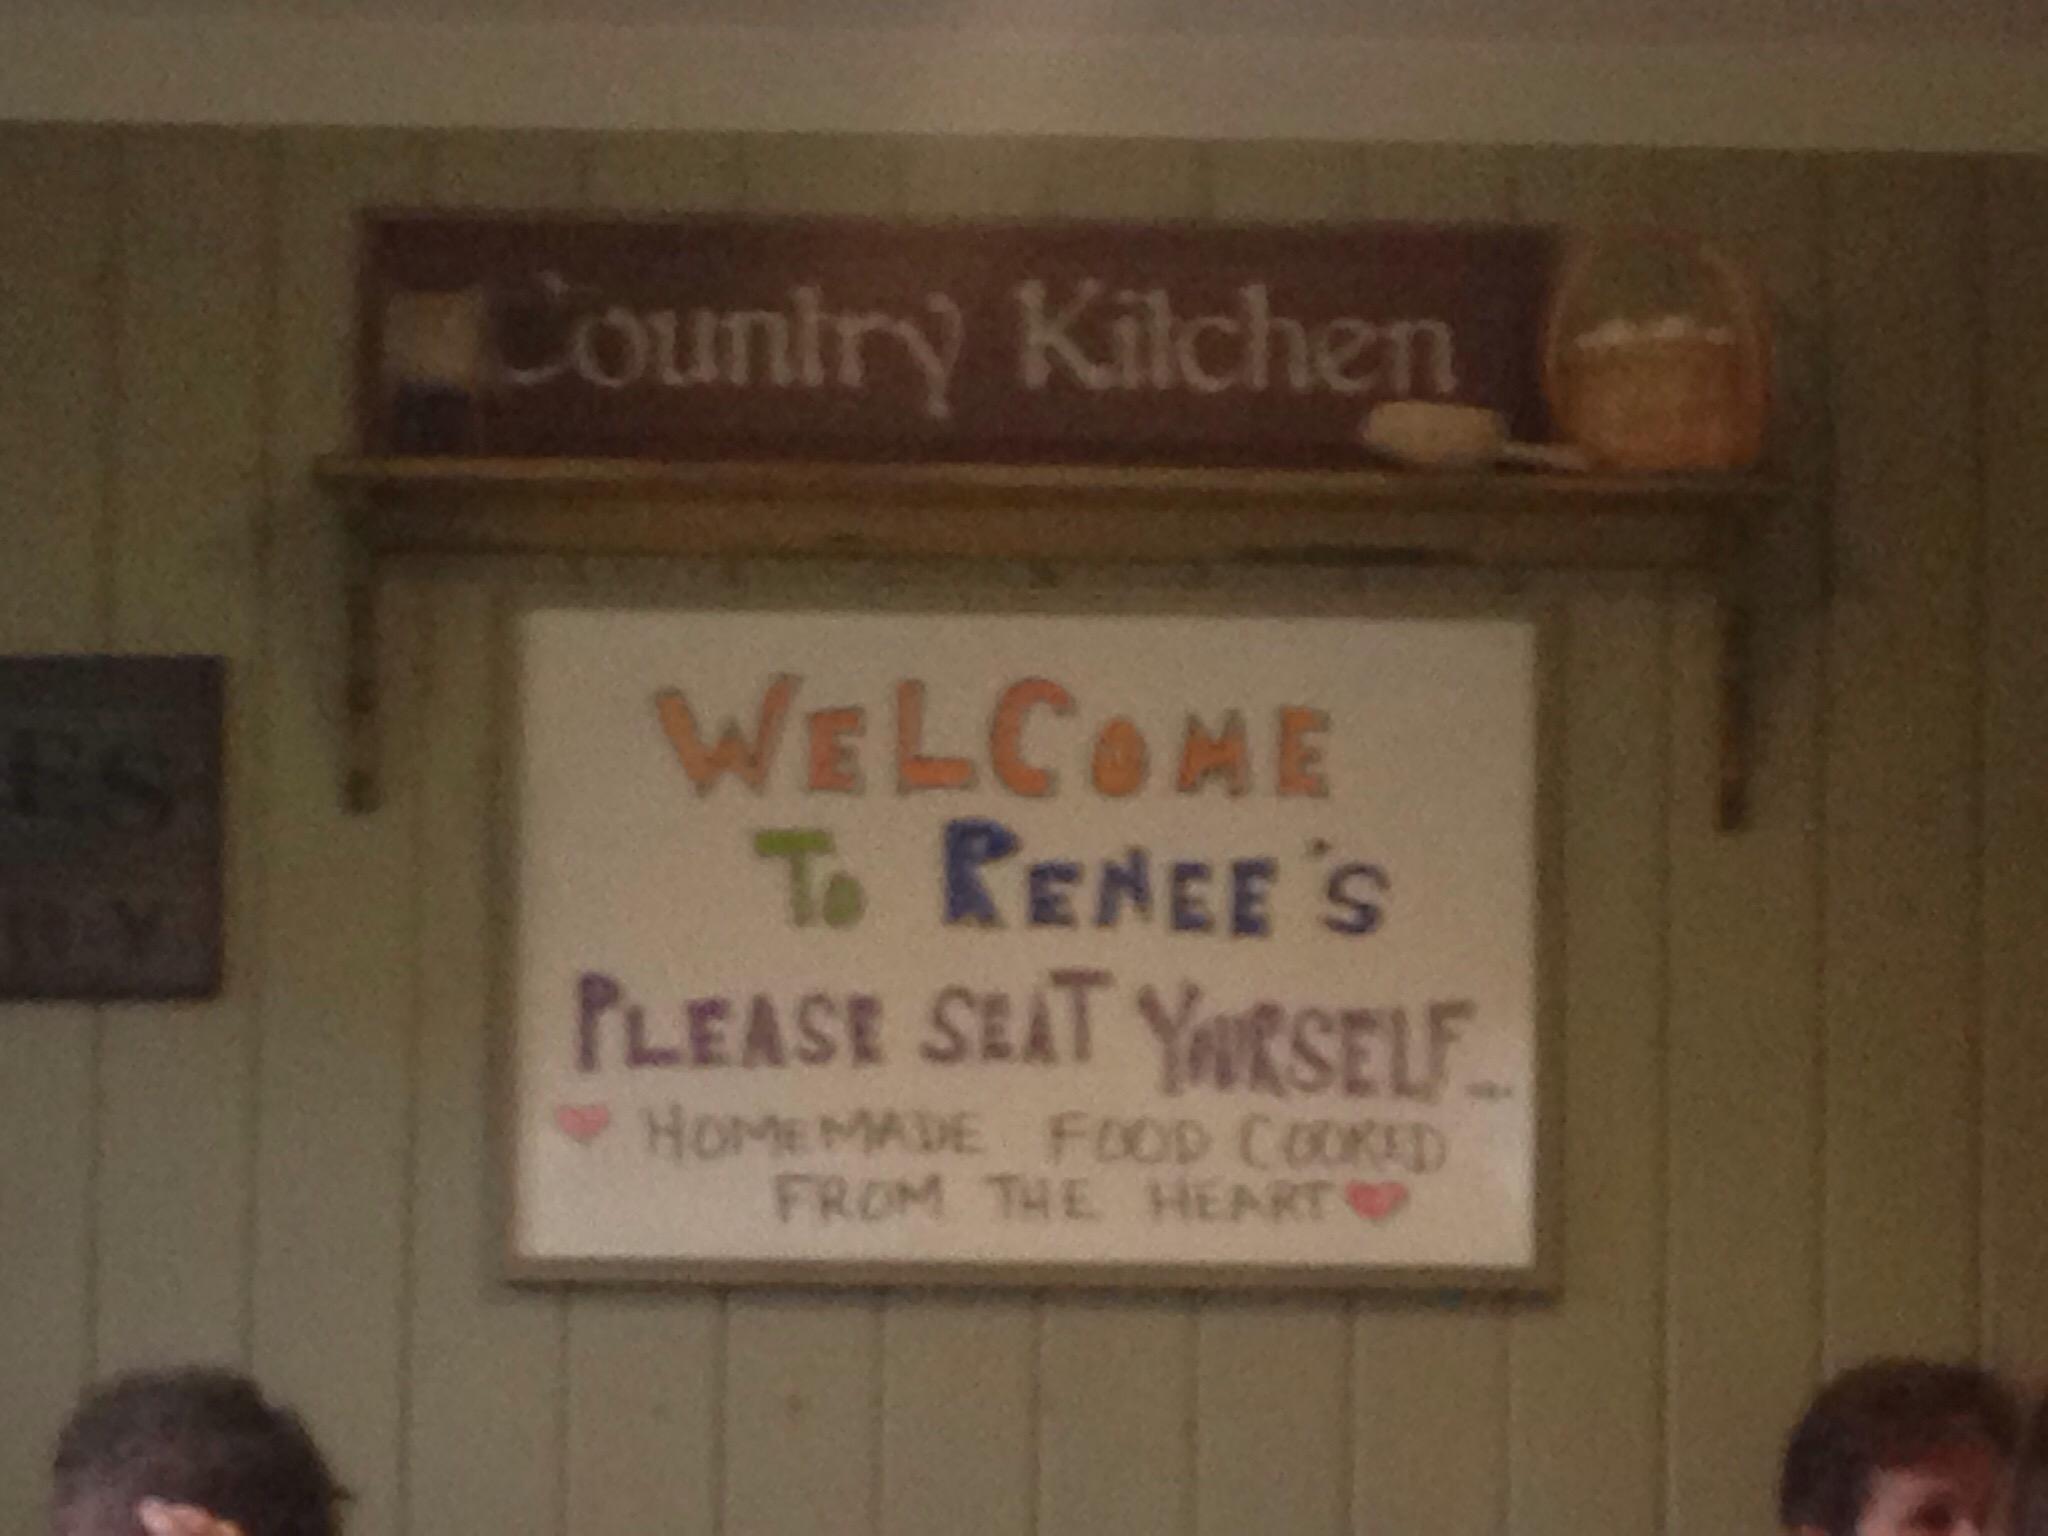 Country Kitchen
WELCOME
TO RENEE'S
PLEASE SEAT YOURSELF...
HOMEMADE FOOD COOKED
FROM THE HEART